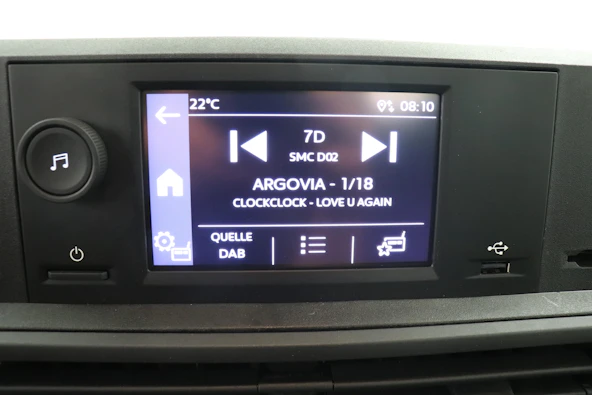 22°C 08:10
7D
SMC D02
ARGOVIA - 1/18
CLOCKCLOCK - LOVE U AGAIN
QUELLE
DAB